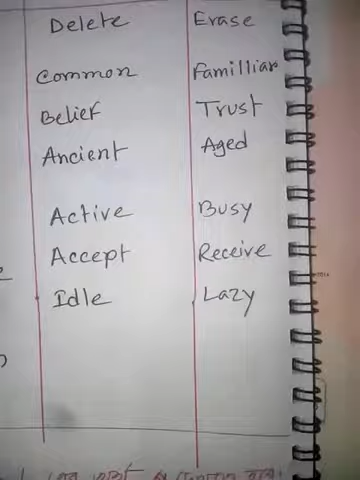 Delete Erase
Common Familliar
Belief Trust
Ancient Aged
Active Busy
Accept Receive
Idle Lazy